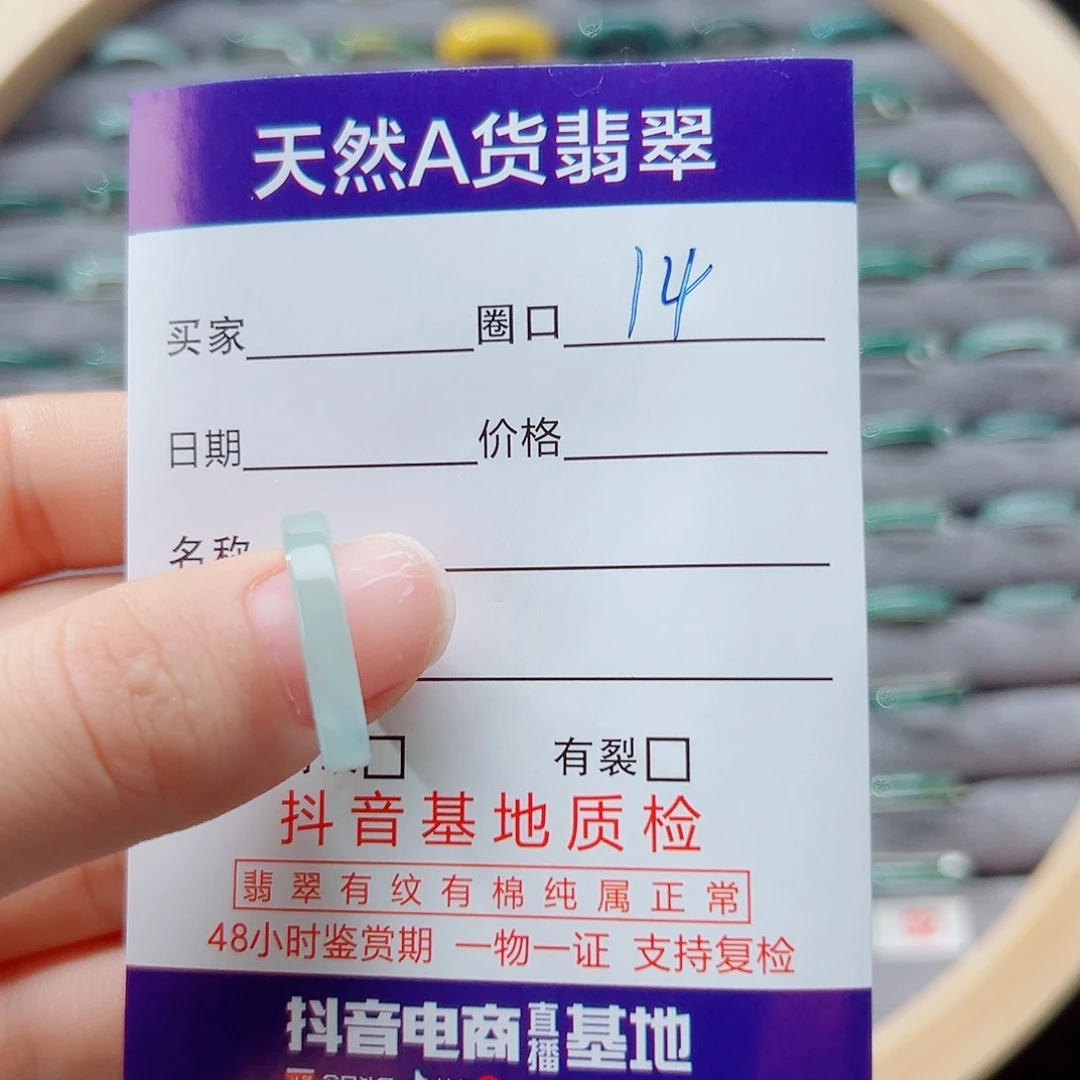 天然A货翡翠
买家 圈口 14
日期 价格
名称
有裂
抖音基地质检
翡翠有纹有棉纯属正常
48小时鉴赏期 一物一证 支持复检
抖音电商直播基地